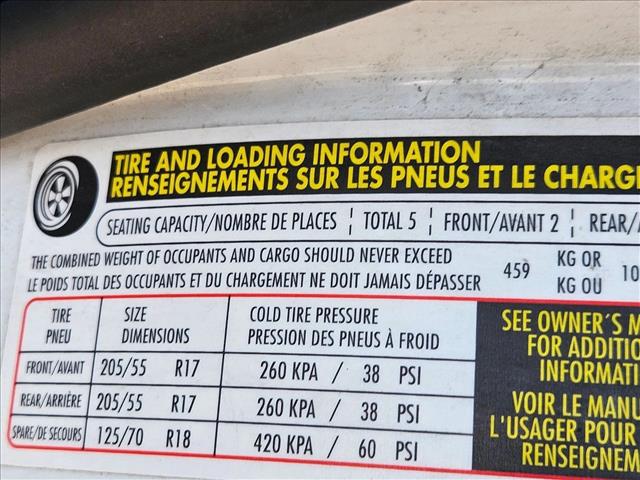 TIRE AND LOADING INFORMATION
RENSEIGNEMENTS SUR LES PNEUS ET LE CHARG
SEATING CAPACITY/NOMBRE DE PLACES | TOTAL 5 | FRONT/AVANT 2 | REAR/
THE COMBINED WEIGHT OF OCCUPANTS AND CARGO SHOULD NEVER EXCEED
LE POIDS TOTAL DES OCCUPANTS ET DU CHARGEMENT NE DOIT JAMAIS DÉPASSER
459 KG OR 10
KG OU
TIRE SIZE COLD TIRE PRESSURE
PNEU DIMENSIONS PRESSION DES PNEUS À FROID
FRONT/AVANT 205/55 R17 260 KPA / 38 PSI
REAR/ARRIÈRE 205/55 R17 260 KPA / 38 PSI
SPARE/DE SECOURS 125/70 R18 420 KPA / 60 PSI
SEE OWNER'S M
FOR ADDITIO
INFORMATI
VOIR LE MANU
L'USAGER POUR
RENSEIGNEM